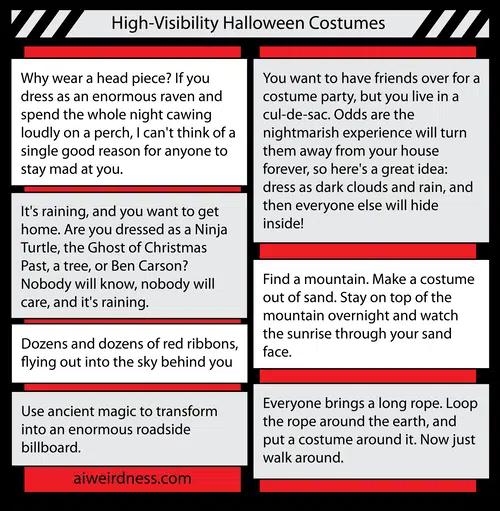 High-Visibility Halloween Costumes
Why wear a head piece? If you
dress as an enormous raven and
spend the whole night cawing
loudly on a perch, I can't think of a
single good reason for anyone to
stay mad at you.
It's raining, and you want to get
home. Are you dressed as a Ninja
Turtle, the Ghost of Christmas
Past, a tree, or Ben Carson?
Nobody will know, nobody will
care, and it's raining.
Dozens and dozens of red ribbons,
flying out into the sky behind you
Use ancient magic to transform
into an enormous roadside
billboard.
aiweirdness.com
You want to have friends over for a
costume party, but you live in a
cul-de-sac. Odds are the
nightmarish experience will turn
them away from your house
forever, so here's a great idea:
dress as dark clouds and rain, and
then everyone else will hide
inside!
Find a mountain. Make a costume
out of sand. Stay on top of the
mountain overnight and watch
the sunrise through your sand
face.
Everyone brings a long rope. Loop
the rope around the earth, and
put a costume around it. Now just
walk around.